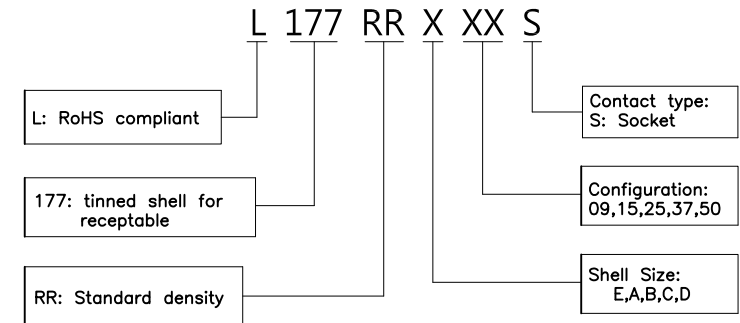 L 177 RR X XX S
L: RoHS compliant
177: tinned shell for
receptable
RR: Standard density
Contact type:
S: Socket
Configuration:
09,15,25,37,50
Shell Size:
E,A,B,C,D